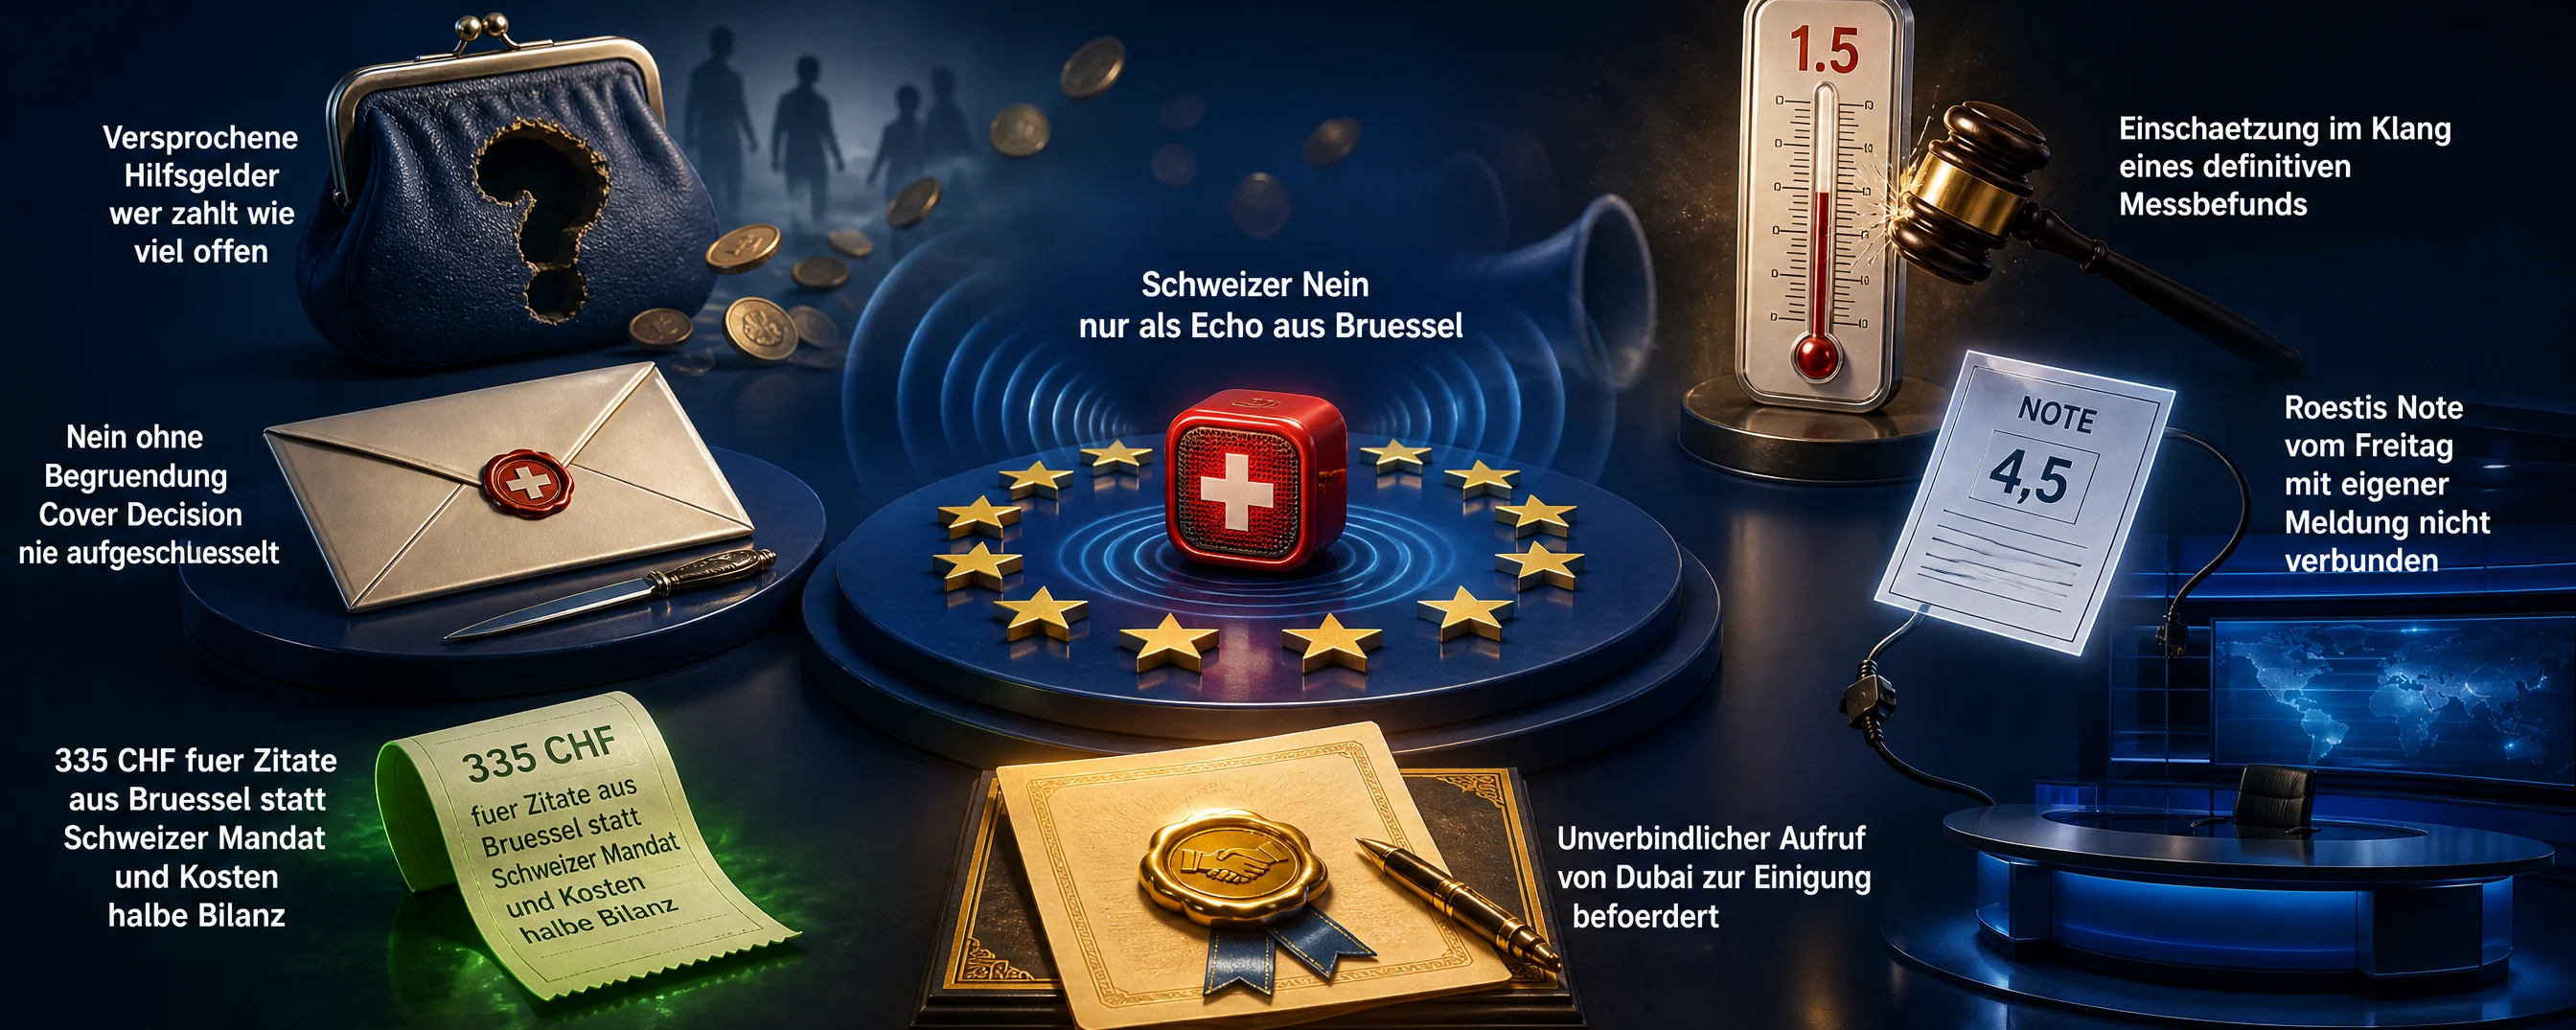 Versprochene
Hilfsgelder
wer zahlt wie
viel offen
1.5
Einschaetzung im Klang
eines definitiven
Messbefunds
Schweizer Nein
nur als Echo aus Bruessel
Nein ohne
Begruendung
Cover Decision
nie aufgeschluesselt
NOTE
4,5
Roestis Note
vom Freitag
mit eigener
Meldung nicht
verbunden
335 CHF fuer Zitate
aus Bruessel statt
Schweizer Mandat
und Kosten
halbe Bilanz
335 CHF
fuer Zitate aus
Bruessel statt
Schweizer Mandat
und Kosten
halbe Bilanz
Unverbindlicher Aufruf
von Dubai zur Einigung
befoerdert